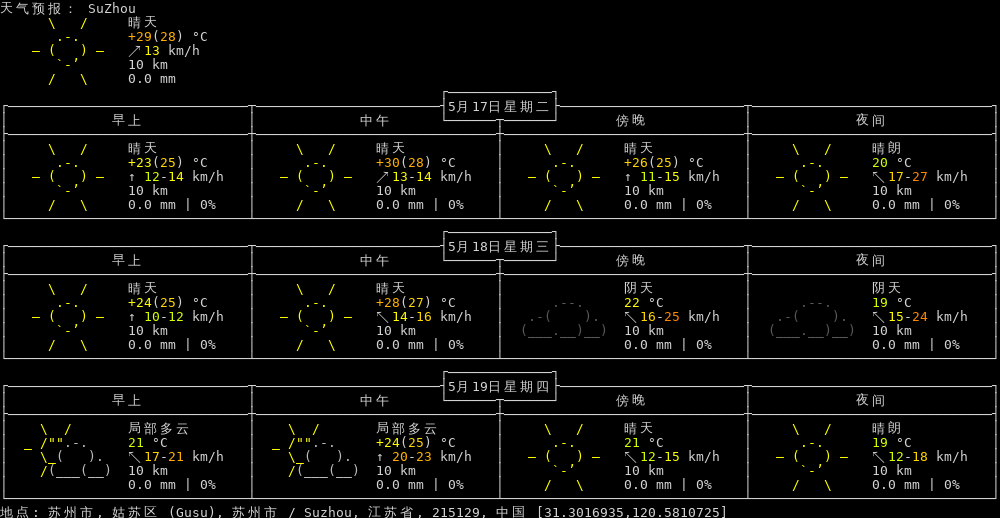 天气预报: SuZhou
晴天
+29(28) °C
↗13 km/h
10 km
0.0 mm
5月17日星期二
早上 中午 傍晚 夜间
晴天 晴天 晴天 晴朗
+23(25) °C +30(28) °C +26(25) °C 20 °C
↑ 12-14 km/h ↗13-14 km/h ↑ 11-15 km/h ↖17-27 km/h
10 km 10 km 10 km 10 km
0.0 mm | 0% 0.0 mm | 0% 0.0 mm | 0% 0.0 mm | 0%
5月18日星期三
早上 中午 傍晚 夜间
晴天 晴天 阴天 阴天
+24(25) °C +28(27) °C 22 °C 19 °C
↑ 10-12 km/h ↖14-16 km/h ↖16-25 km/h ↖15-24 km/h
10 km 10 km 10 km 10 km
0.0 mm | 0% 0.0 mm | 0% 0.0 mm | 0% 0.0 mm | 0%
5月19日星期四
早上 中午 傍晚 夜间
局部多云 局部多云 晴天 晴朗
21 °C +24(25) °C 21 °C 19 °C
↖17-21 km/h ↑ 20-23 km/h ↖12-15 km/h ↖12-18 km/h
10 km 10 km 10 km 10 km
0.0 mm | 0% 0.0 mm | 0% 0.0 mm | 0% 0.0 mm | 0%
地点: 苏州市, 姑苏区 (Gusu), 苏州市 / Suzhou, 江苏省, 215129, 中国 [31.3016935,120.5810725]